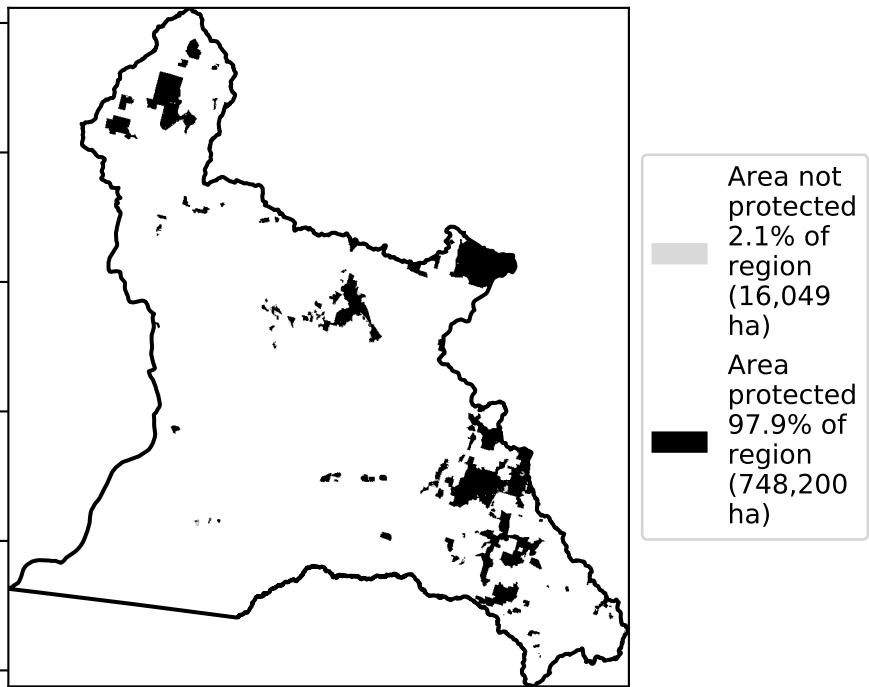 Area not
protected
2.1% of
region
(16,049
ha)
Area
protected
97.9% of
region
(748,200
ha)